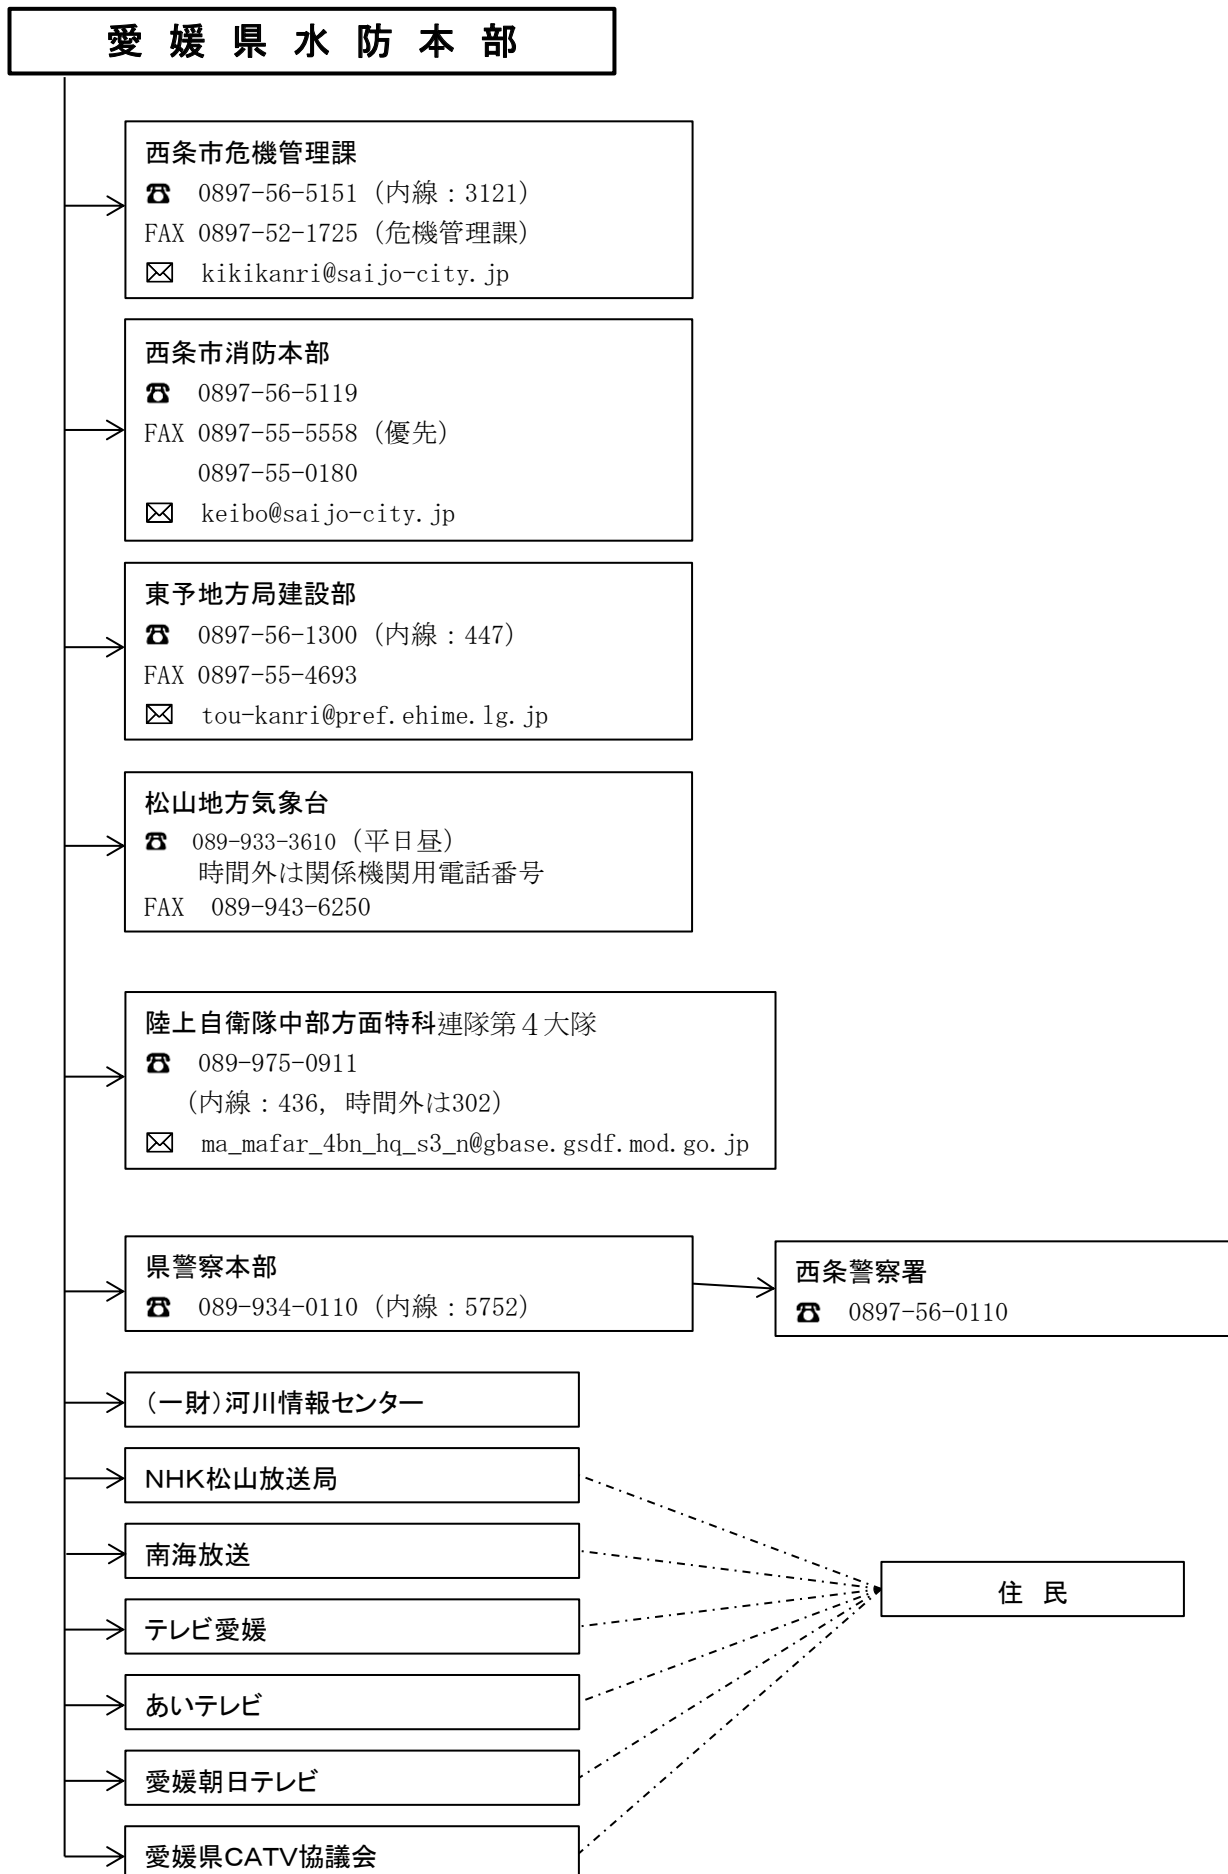 愛媛県水防本部
西条市危機管理課
☎ 0897-56-5151（内線：3121）
FAX 0897-52-1725（危機管理課）
✉ kikikanri@saijo-city.jp
西条市消防本部
☎ 0897-56-5119
FAX 0897-55-5558（優先）
0897-55-0180
✉ keibo@saijo-city.jp
東予地方局建設部
☎ 0897-56-1300（内線：447）
FAX 0897-55-4693
✉ tou-kanri@pref.ehime.lg.jp
松山地方気象台
☎ 089-933-3610（平日昼）
時間外は関係機関用電話番号
FAX 089-943-6250
陸上自衛隊中部方面特科連隊第４大隊
☎ 089-975-0911
（内線：436, 時間外は302）
✉ ma_mafar_4bn_hq_s3_n@gbase.gsdf.mod.go.jp
県警察本部
☎ 089-934-0110（内線：5752）
西条警察署
☎ 0897-56-0110
（一財）河川情報センター
NHK松山放送局
南海放送
テレビ愛媛
あいテレビ
愛媛朝日テレビ
愛媛県CATV協議会
住民